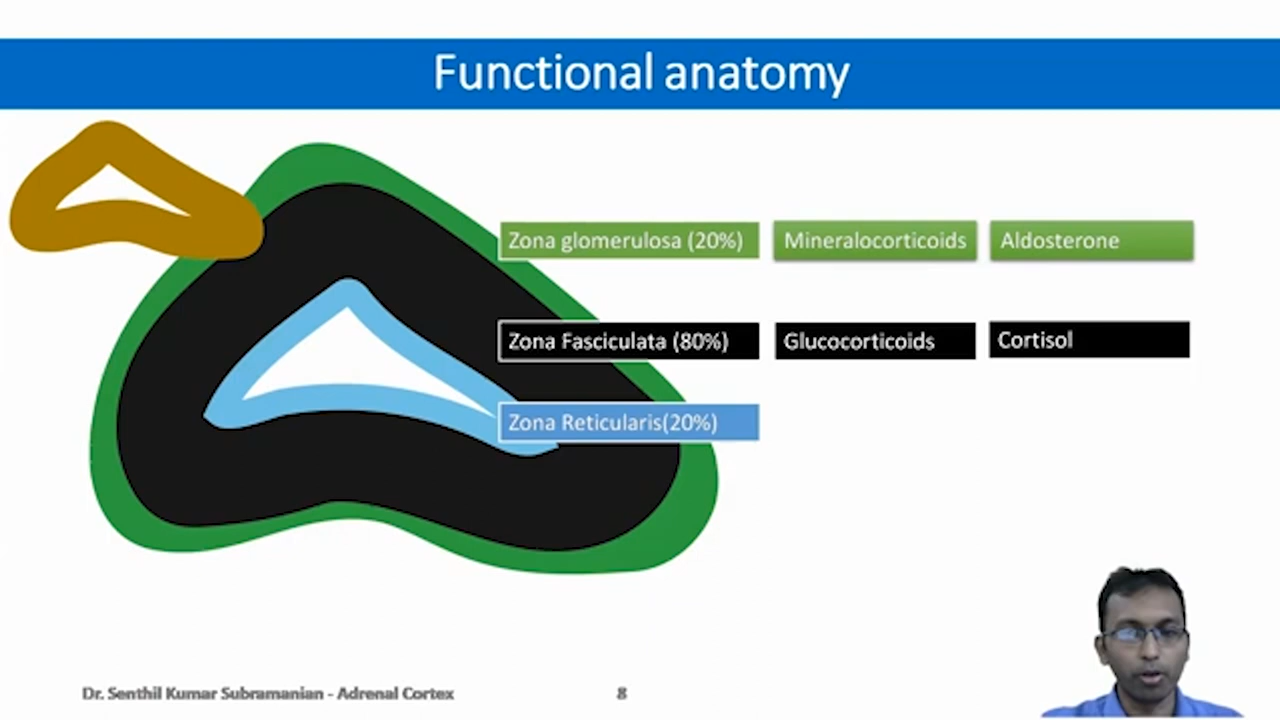 Functional anatomy
Zona glomerulosa (20%) Mineralocorticoids Aldosterone
Zona Fasciculata (80%) Glucocorticoids Cortisol
Zona Reticularis(20%)
Dr. Senthil Kumar Subramanian - Adrenal Cortex 8